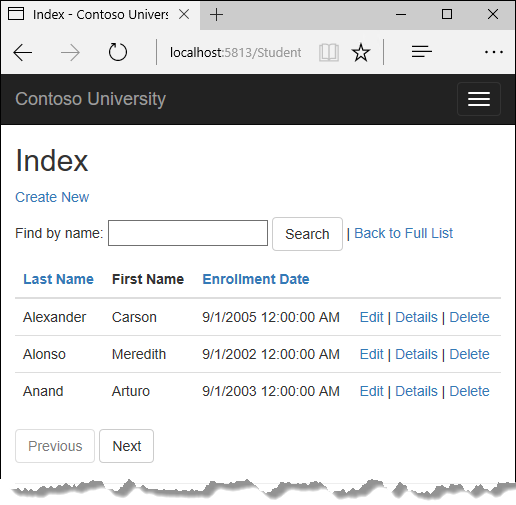 Index - Contoso Univers
localhost:5813/Student
Contoso University
Index
Create New
Find by name: Search | Back to Full List
Last Name First Name Enrollment Date
Alexander Carson 9/1/2005 12:00:00 AM Edit | Details | Delete
Alonso Meredith 9/1/2002 12:00:00 AM Edit | Details | Delete
Anand Arturo 9/1/2003 12:00:00 AM Edit | Details | Delete
Previous Next